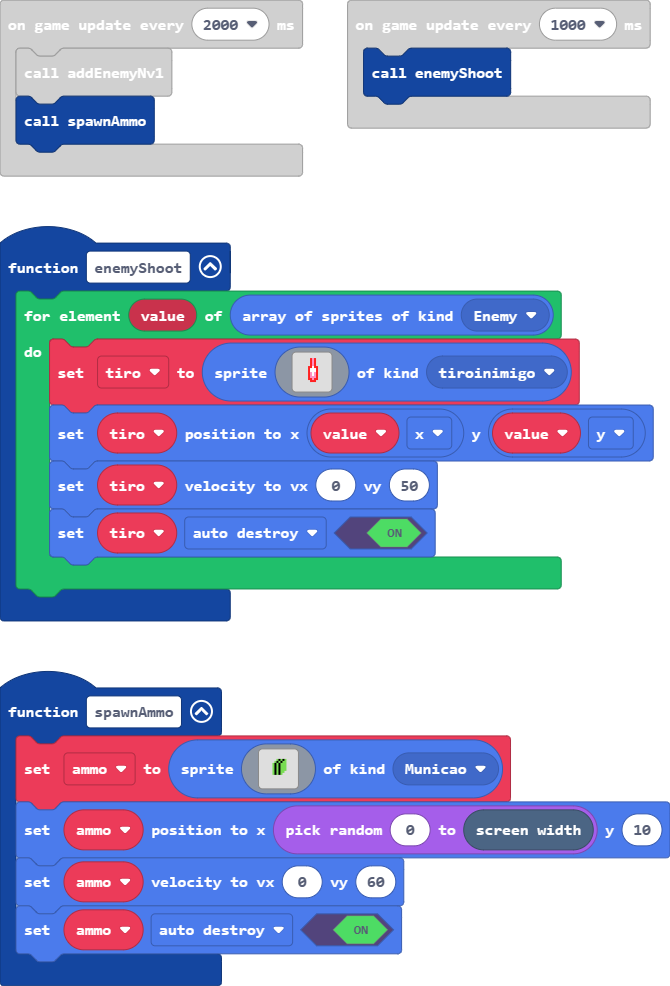 on game update every 2000 ms
call addEnemyNv1
call spawnAmmo
on game update every 1000 ms
call enemyShoot
function enemyShoot
for element value of array of sprites of kind Enemy
do
set tiro to sprite of kind tiroinimigo
set tiro position to x value x y value y
set tiro velocity to vx 0 vy 50
set tiro auto destroy ON
function spawnAmmo
set ammo to sprite of kind Municao
set ammo position to x pick random 0 to screen width y 10
set ammo velocity to vx 0 vy 60
set ammo auto destroy ON